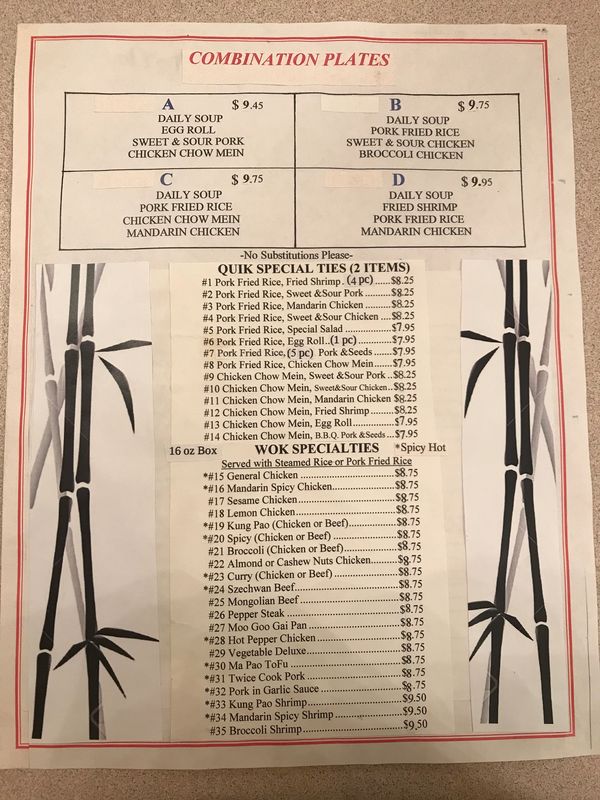 COMBINATION PLATES
A $ 9.45
DAILY SOUP
EGG ROLL
SWEET & SOUR PORK
CHICKEN CHOW MEIN
B $ 9.75
DAILY SOUP
PORK FRIED RICE
SWEET & SOUR CHICKEN
BROCCOLI CHICKEN
C $ 9.75
DAILY SOUP
PORK FRIED RICE
CHICKEN CHOW MEIN
MANDARIN CHICKEN
D $ 9.95
DAILY SOUP
FRIED SHRIMP
PORK FRIED RICE
MANDARIN CHICKEN
-No Substitutions Please-
QUIK SPECIAL TIES (2 ITEMS)
#1 Pork Fried Rice, Fried Shrimp (4 pc) ......$8.25
#2 Pork Fried Rice, Sweet &Sour Pork .........$8.25
#3 Pork Fried Rice, Mandarin Chicken ........$8.25
#4 Pork Fried Rice, Sweet &Sour Chicken ....$8.25
#5 Pork Fried Rice, Special Salad ...............$7.95
#6 Pork Fried Rice, Egg Roll..(1 pc) ..........$7.95
#7 Pork Fried Rice, (5 pc) Pork &Seeds .......$7.95
#8 Pork Fried Rice, Chicken Chow Mein......$7.95
#9 Chicken Chow Mein, Sweet &Sour Pork ..$8.25
#10 Chicken Chow Mein, Sweet&Sour Chicken..$8.25
#11 Chicken Chow Mein, Mandarin Chicken $8.25
#12 Chicken Chow Mein, Fried Shrimp .......$8.25
#13 Chicken Chow Mein, Egg Roll............$7.95
#14 Chicken Chow Mein, B.B.Q. Pork &Seeds...$7.95
16 oz Box WOK SPECIALTIES *Spicy Hot
Served with Steamed Rice or Pork Fried Rice
*#15 General Chicken ..............................$8.75
*#16 Mandarin Spicy Chicken....................$8.75
#17 Sesame Chicken..............................$8.75
#18 Lemon Chicken..............................$8.75
*#19 Kung Pao (Chicken or Beef)................$8.75
*#20 Spicy (Chicken or Beef) ....................$8.75
#21 Broccoli (Chicken or Beef)..................$8.75
#22 Almond or Cashew Nuts Chicken..........$8.75
*#23 Curry (Chicken or Beef) ....................$8.75
*#24 Szechwan Beef..............................$8.75
#25 Mongolian Beef ..............................$8.75
#26 Pepper Steak ..............................$8.75
#27 Moo Goo Gai Pan..............................$8.75
*#28 Hot Pepper Chicken..........................$8.75
#29 Vegetable Deluxe..............................$8.75
*#30 Ma Pao ToFu ..............................$8.75
*#31 Twice Cook Pork ..............................$8.75
*#32 Pork in Garlic Sauce ..........................$8.75
*#33 Kung Pao Shrimp..............................$9.50
*#34 Mandarin Spicy Shrimp......................$9.50
#35 Broccoli Shrimp..............................$9.50